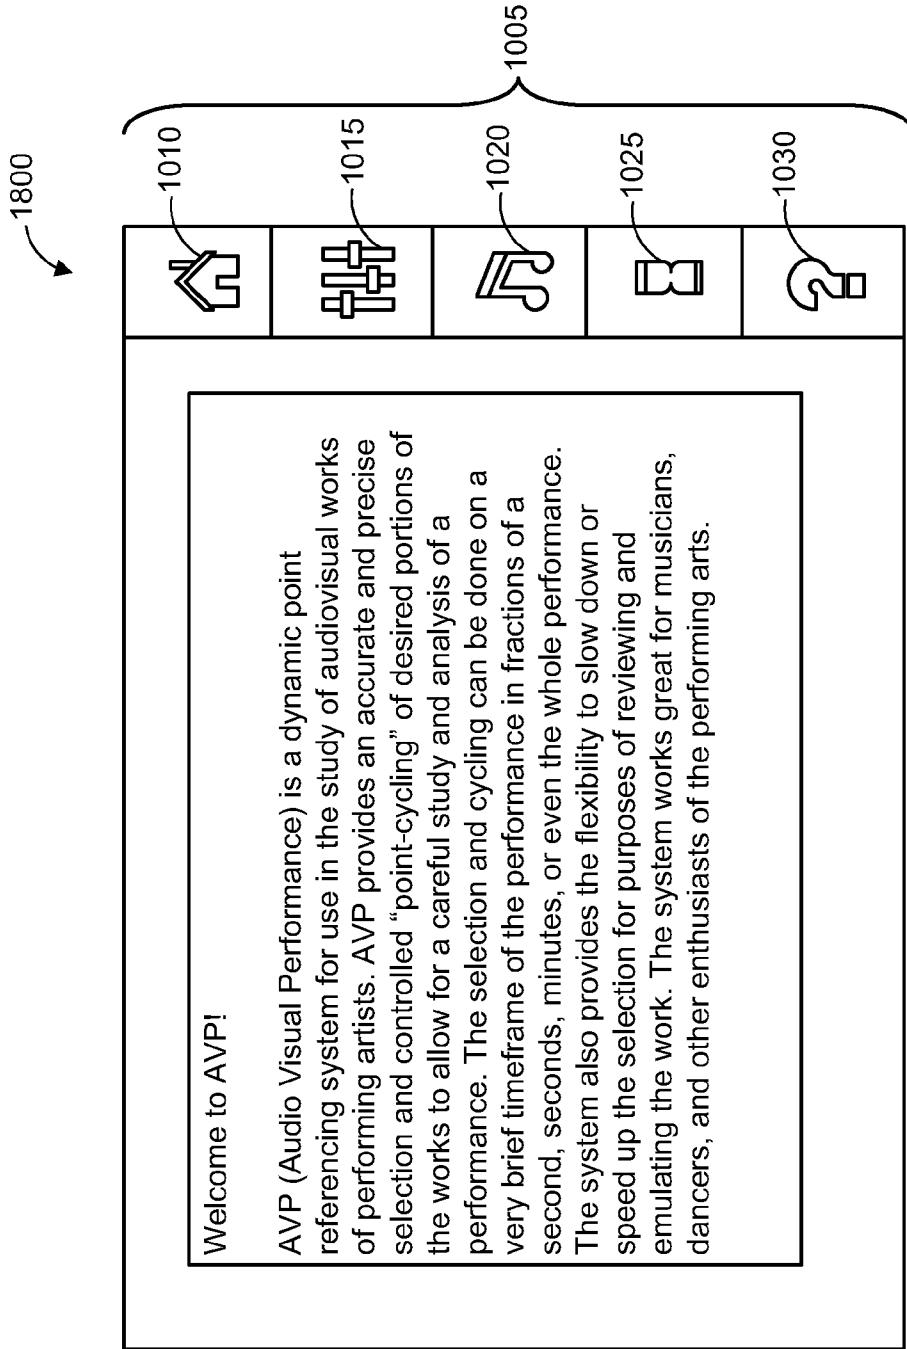 1800
1005
1010
1015
1020
1025
1030
Welcome to AVP!
AVP (Audio Visual Performance) is a dynamic point
referencing system for use in the study of audiovisual works
of performing artists. AVP provides an accurate and precise
selection and controlled “point-cycling” of desired portions of
the works to allow for a careful study and analysis of a
performance. The selection and cycling can be done on a
very brief timeframe of the performance in fractions of a
second, seconds, minutes, or even the whole performance.
The system also provides the flexibility to slow down or
speed up the selection for purposes of reviewing and
emulating the work. The system works great for musicians,
dancers, and other enthusiasts of the performing arts.